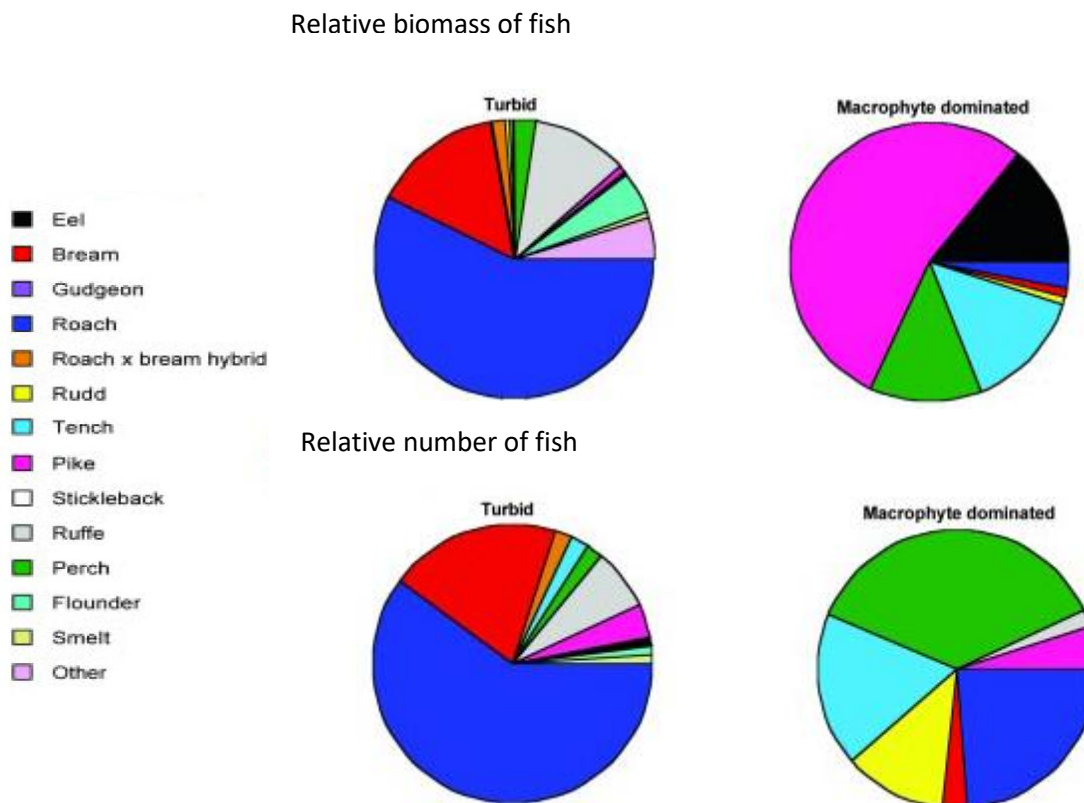 Relative biomass of fish
Turbid
Macrophyte dominated
Eel
Bream
Gudgeon
Roach
Roach x bream hybrid
Rudd
Tench
Pike
Stickleback
Ruffe
Perch
Flounder
Smelt
Other
Relative number of fish
Turbid
Macrophyte dominated